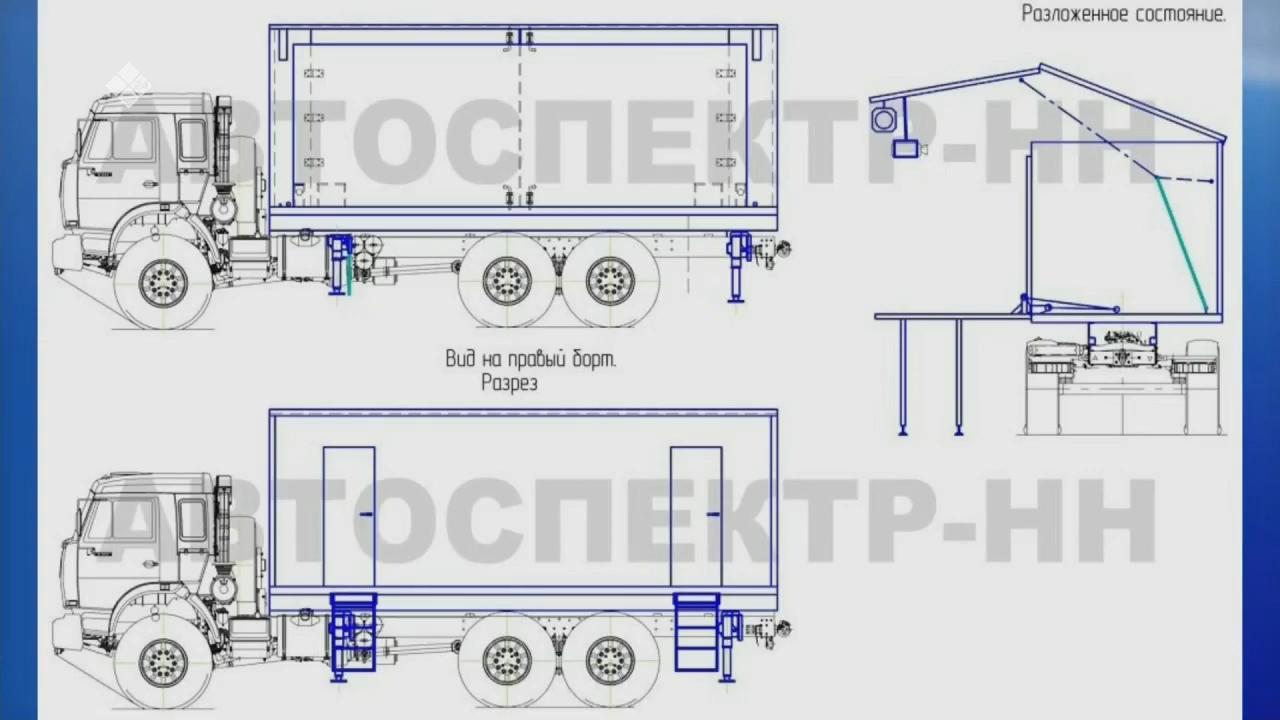 Разложенное состояние.
АВТОСПЕКТР-НН
Вид на правый борт.
Разрез
АВТОСПЕКТР-НН